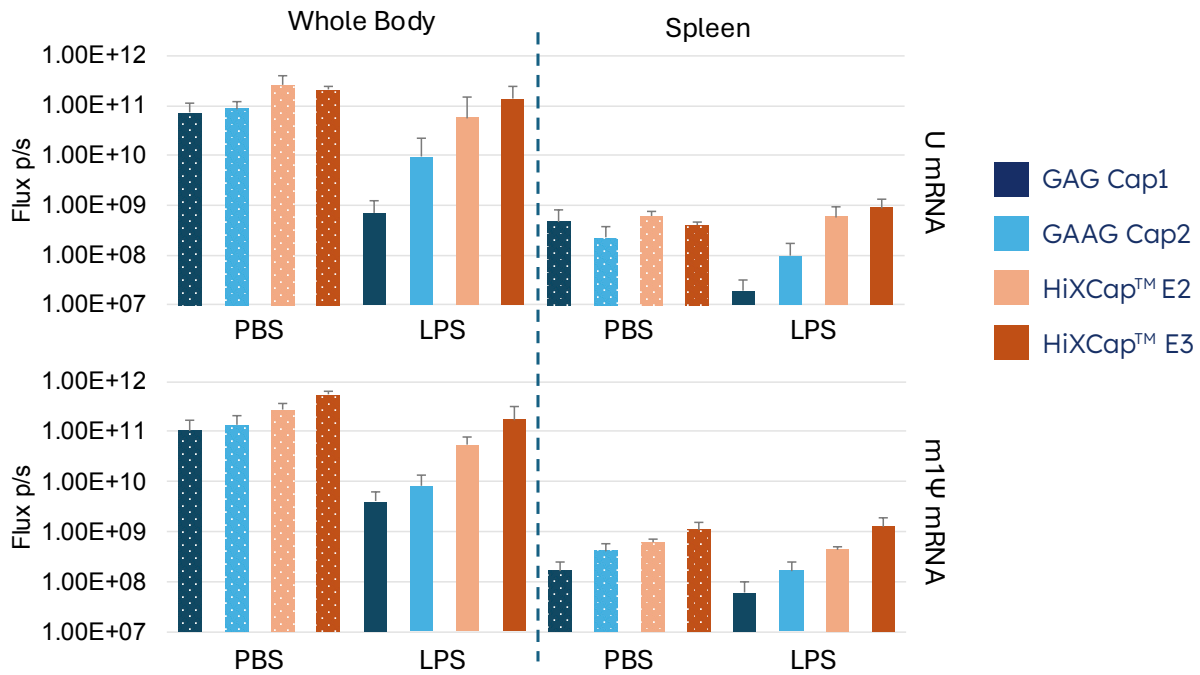 Whole Body
Spleen
1.00E+12
1.00E+11
1.00E+10
1.00E+09
1.00E+08
1.00E+07
Flux p/s
PBS
LPS
PBS
LPS
U mRNA
1.00E+12
1.00E+11
1.00E+10
1.00E+09
1.00E+08
1.00E+07
Flux p/s
PBS
LPS
PBS
LPS
m1Ψ mRNA
GAG Cap1
GAAG Cap2
HiXCap™ E2
HiXCap™ E3